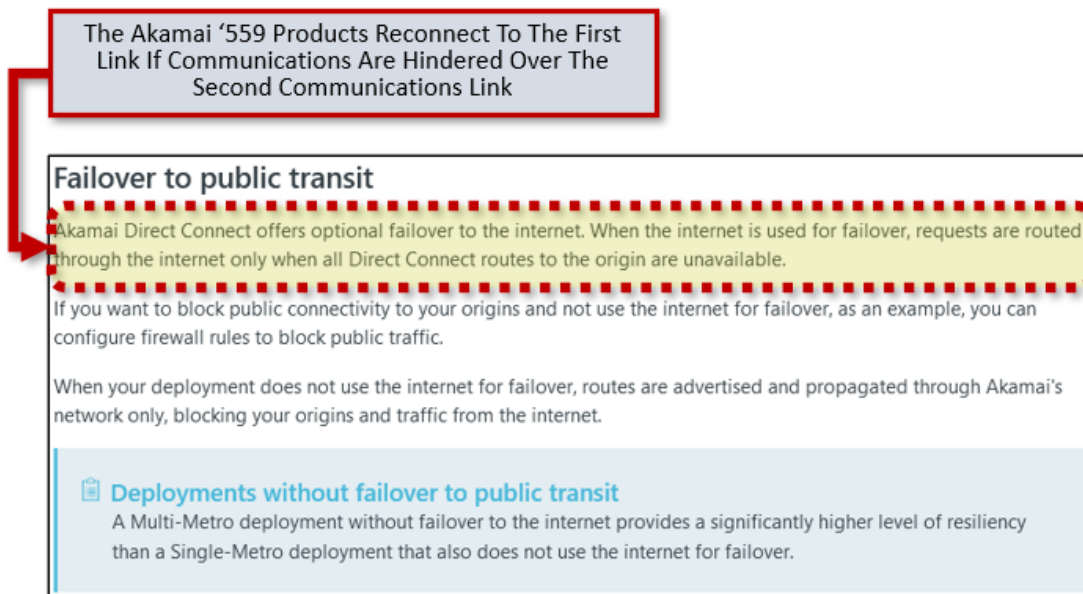 The Akamai ‘559 Products Reconnect To The First
Link If Communications Are Hindered Over The
Second Communications Link
Failover to public transit
Akamai Direct Connect offers optional failover to the internet. When the internet is used for failover, requests are routed
through the internet only when all Direct Connect routes to the origin are unavailable.
If you want to block public connectivity to your origins and not use the internet for failover, as an example, you can
configure firewall rules to block public traffic.
When your deployment does not use the internet for failover, routes are advertised and propagated through Akamai's
network only, blocking your origins and traffic from the internet.
Deployments without failover to public transit
A Multi-Metro deployment without failover to the internet provides a significantly higher level of resiliency
than a Single-Metro deployment that also does not use the internet for failover.